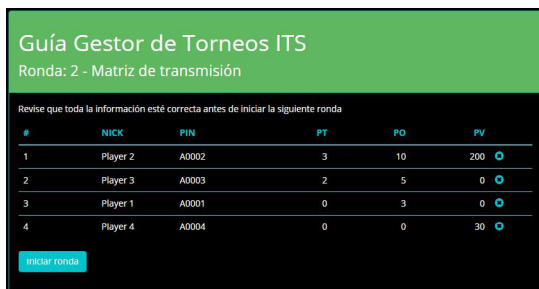 Guía Gestor de Torneos ITS
Ronda: 2 - Matriz de transmisión
Revise que toda la información esté correcta antes de iniciar la siguiente ronda
# NICK PIN PT PO PV
1 Player 2 A0002 3 10 200
2 Player 3 A0003 2 5 0
3 Player 1 A0001 0 3 0
4 Player 4 A0004 0 0 30
Iniciar ronda